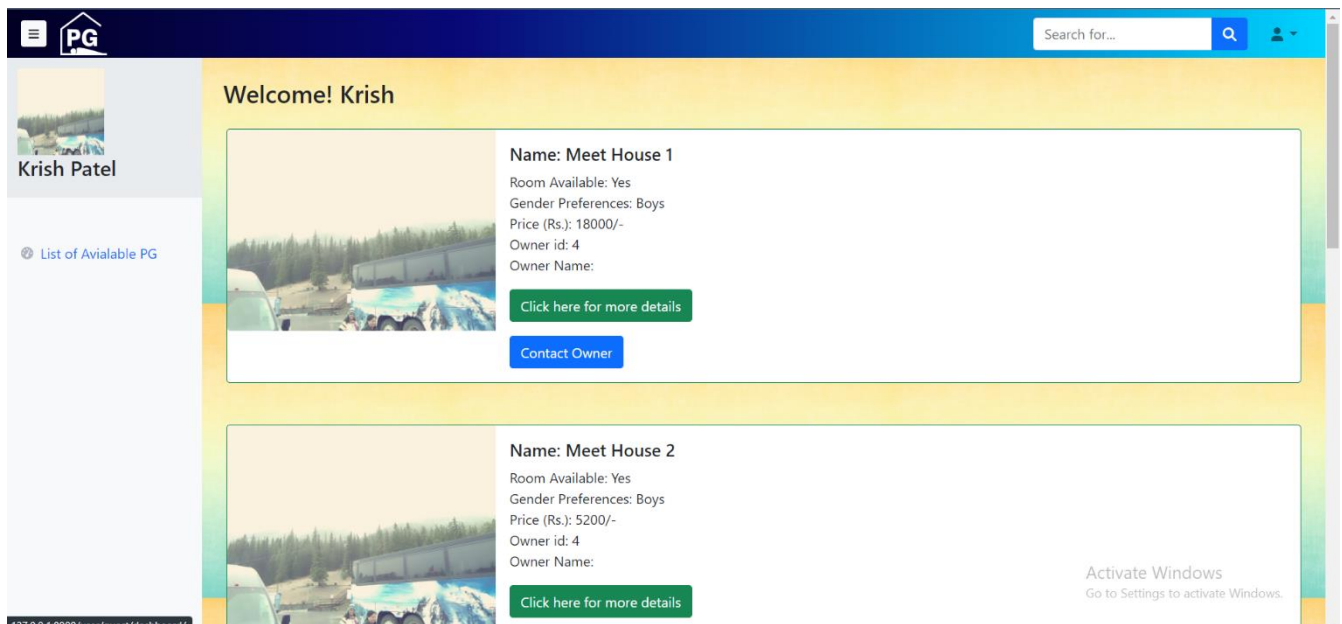 PG
Search for...
Krish Patel
List of Avialable PG
Welcome! Krish
Name: Meet House 1
Room Available: Yes
Gender Preferences: Boys
Price (Rs.): 18000/-
Owner id: 4
Owner Name:
Click here for more details
Contact Owner
Name: Meet House 2
Room Available: Yes
Gender Preferences: Boys
Price (Rs.): 5200/-
Owner id: 4
Owner Name:
Click here for more details
Activate Windows
Go to Settings to activate Windows.